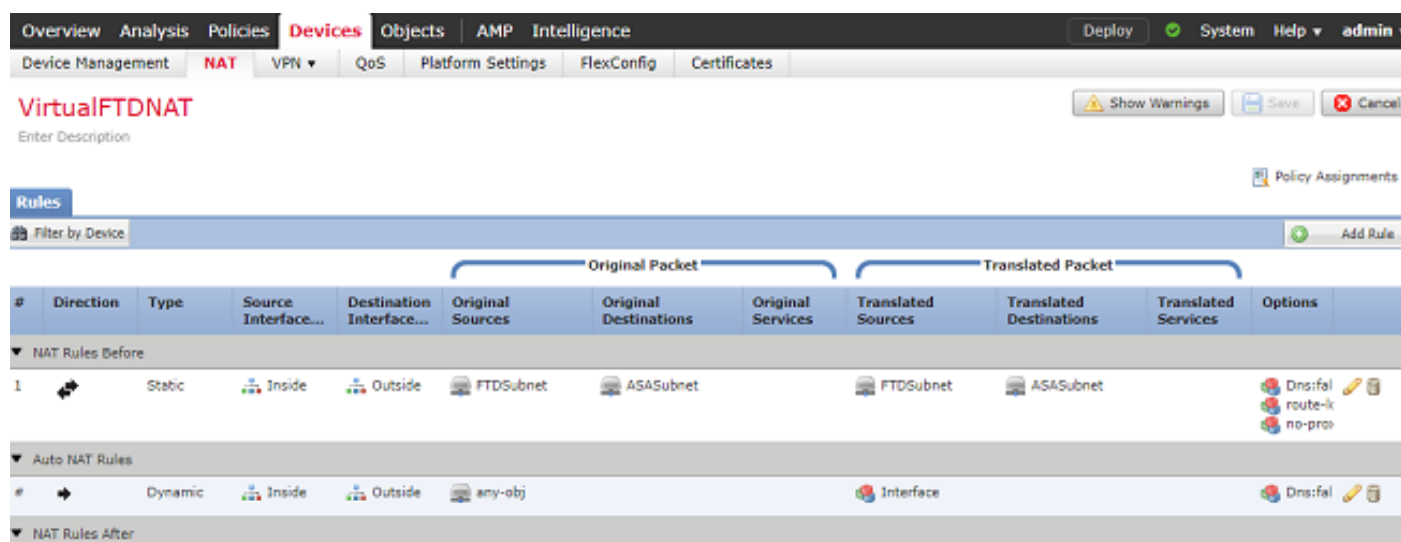 Overview Analysis Policies Devices Objects AMP Intelligence Deploy System Help admin
Device Management NAT VPN QoS Platform Settings FlexConfig Certificates
VirtualFTDNAT
Show Warnings Save Cancel
Enter Description
Policy Assignments
Rules
Filter by Device Add Rule
Original Packet Translated Packet
# Direction Type Source Interface... Destination Interface... Original Sources Original Destinations Original Services Translated Sources Translated Destinations Translated Services Options
NAT Rules Before
1 Static Inside Outside FTDSubnet ASASubnet FTDSubnet ASASubnet Dns:fal
route-l
no-prox
Auto NAT Rules
# Dynamic Inside Outside any-obj Interface Dns:fal
NAT Rules After